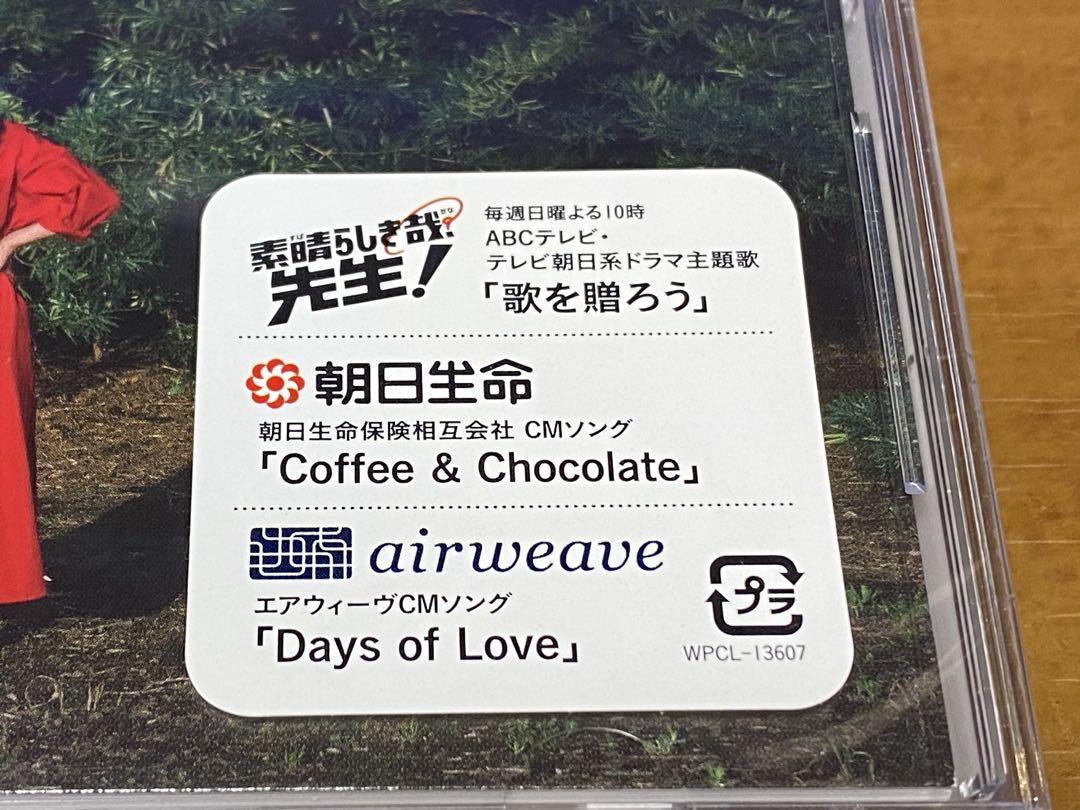 素晴らしき哉、先生!
すば かな
毎週日曜よる10時
ABCテレビ・
テレビ朝日系ドラマ主題歌
「歌を贈ろう」
朝日生命
朝日生命保険相互会社 CMソング
「Coffee & Chocolate」
airweave
エアウィーヴCMソング
「Days of Love」
プラ
WPCL-13607